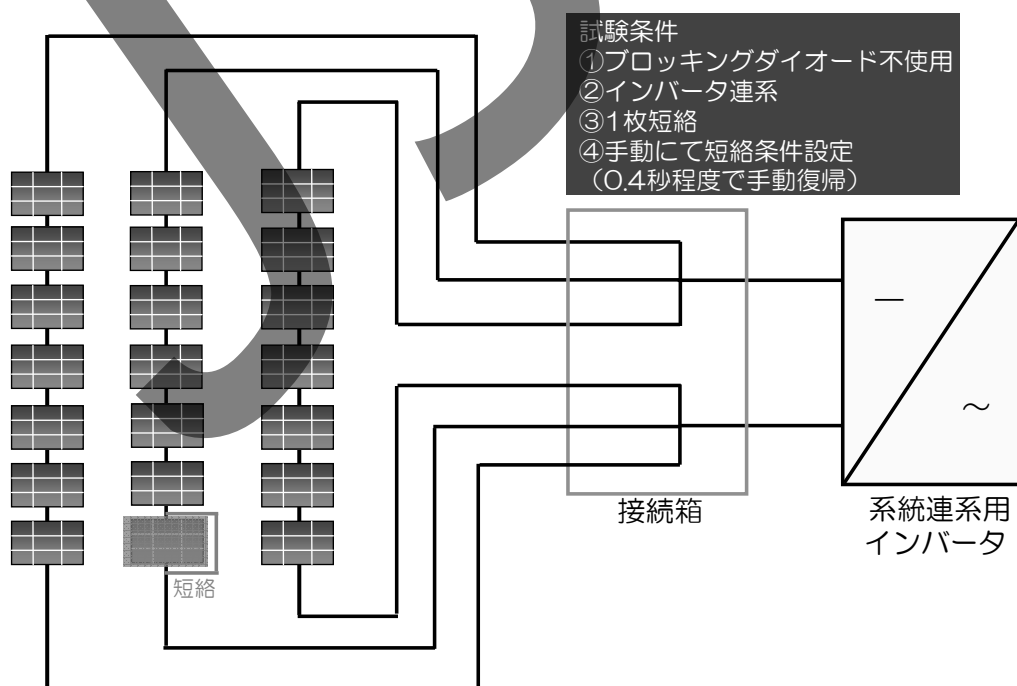 試験条件
①ブロッキングダイオード不使用
②インバータ連系
③1枚短絡
④手動にて短絡条件設定
（0.4秒程度で手動復帰）
接続箱
系統連系用
インバータ
短絡